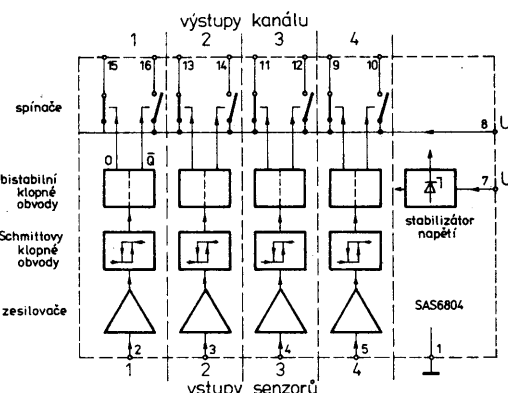 výstupy kanálu
1 2 3 4
15 16 13 14 11 12 9 10
spínače
8 U
O Q̄
bistabilní
klopné
obvody
7 U
stabilizátor
napětí
Schmittovy
klopné
obvody
zesilovače
SAS6804
2 3 4 5 1
1 2 3 4
vstupy senzorů